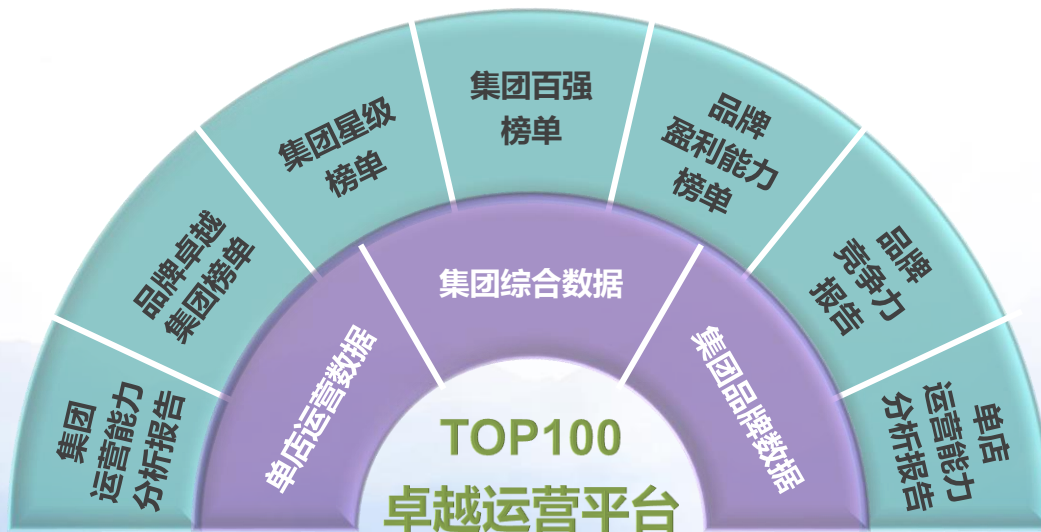 集团
运营能力
分析报告
品牌卓越
集团榜单
集团星级
榜单
集团百强
榜单
品牌
盈利能力
榜单
品牌
竞争力
报告
单店
运营能力
分析报告
单店运营数据
集团综合数据
集团品牌数据
TOP100
卓越运营平台